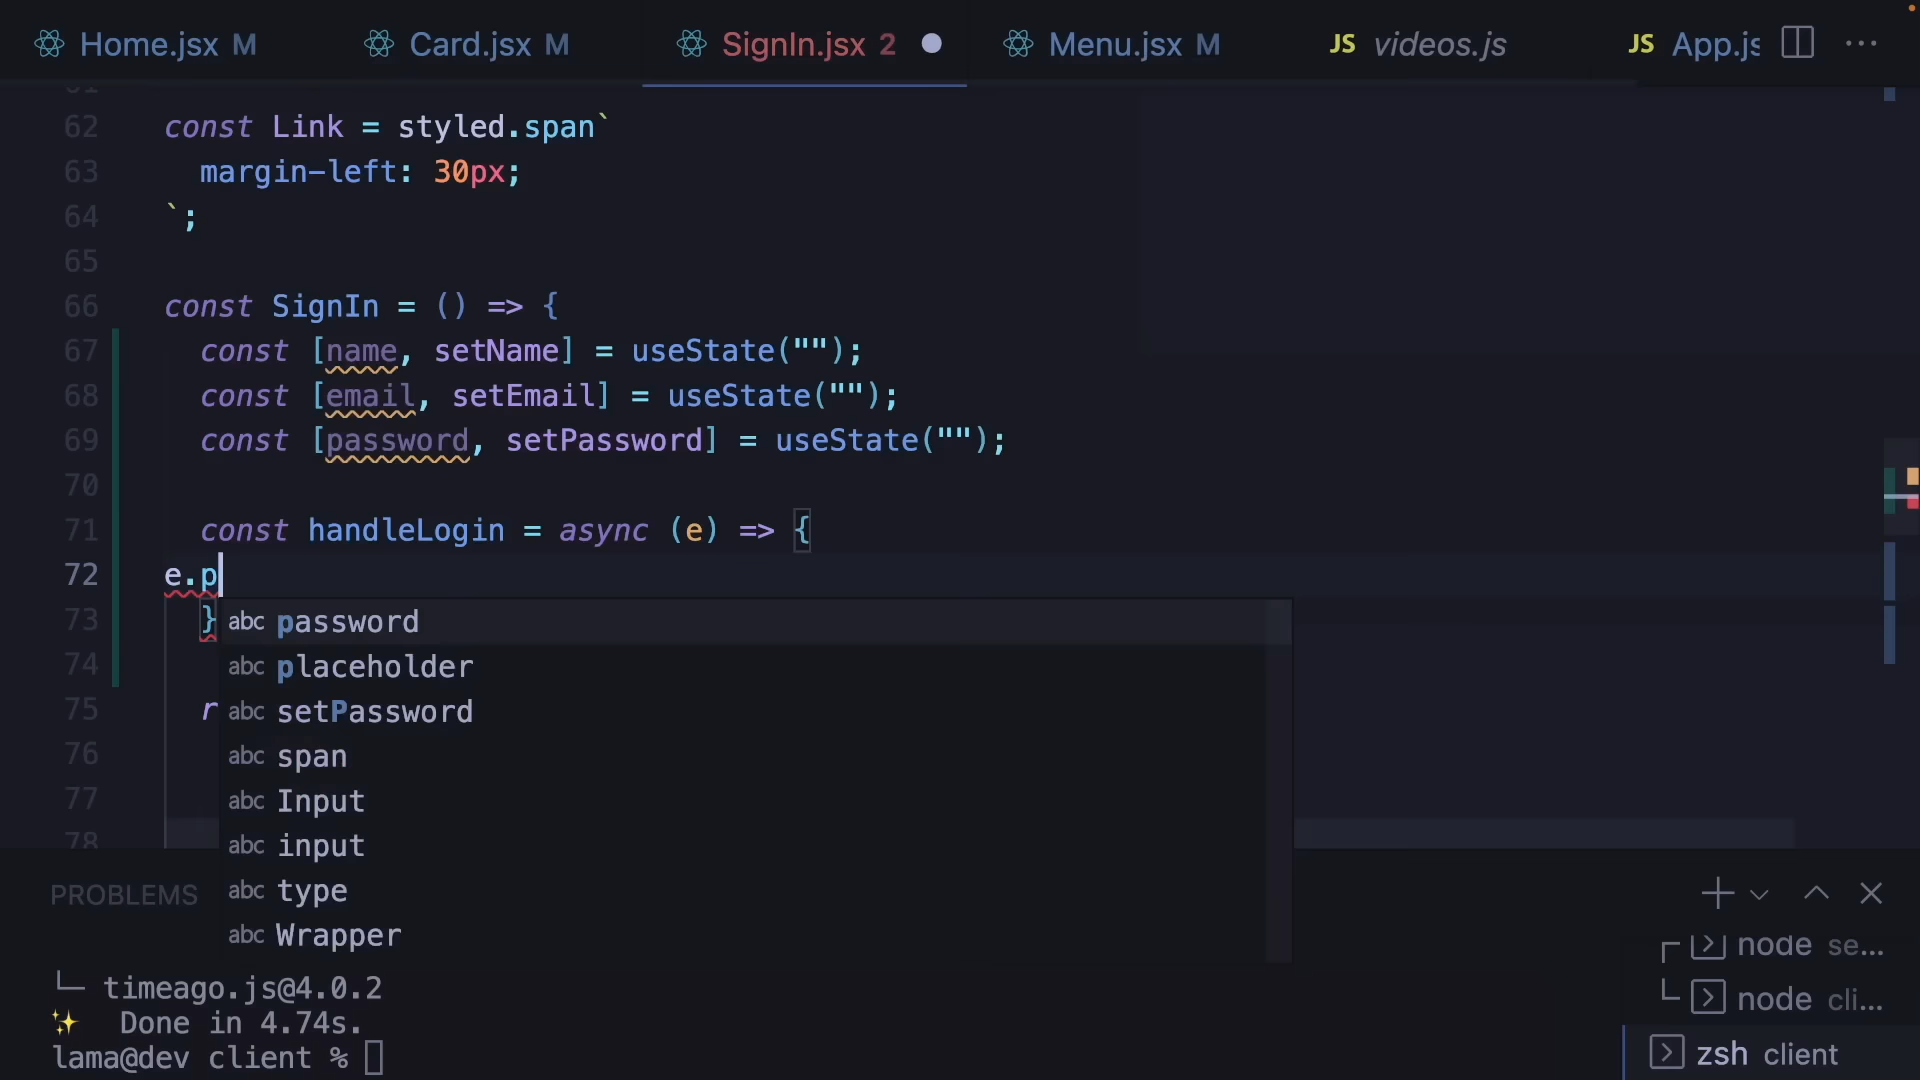 Home.jsx M Card.jsx M SignIn.jsx 2 Menu.jsx M JS videos.js JS App.js ...
61
62 const Link = styled.span`
63 margin-left: 30px;
64 `;
65
66 const SignIn = () => {
67 const [name, setName] = useState("");
68 const [email, setEmail] = useState("");
69 const [password, setPassword] = useState("");
70
71 const handleLogin = async (e) => {
72 e.p
73 }
abc password
74
abc placeholder
75 r
abc setPassword
76
abc span
77
abc Input
78
abc input
abc type
abc Wrapper
PROBLEMS
└─ timeago.js@4.0.2
✨ Done in 4.74s.
lama@dev client %
node se...
node cli...
zsh client